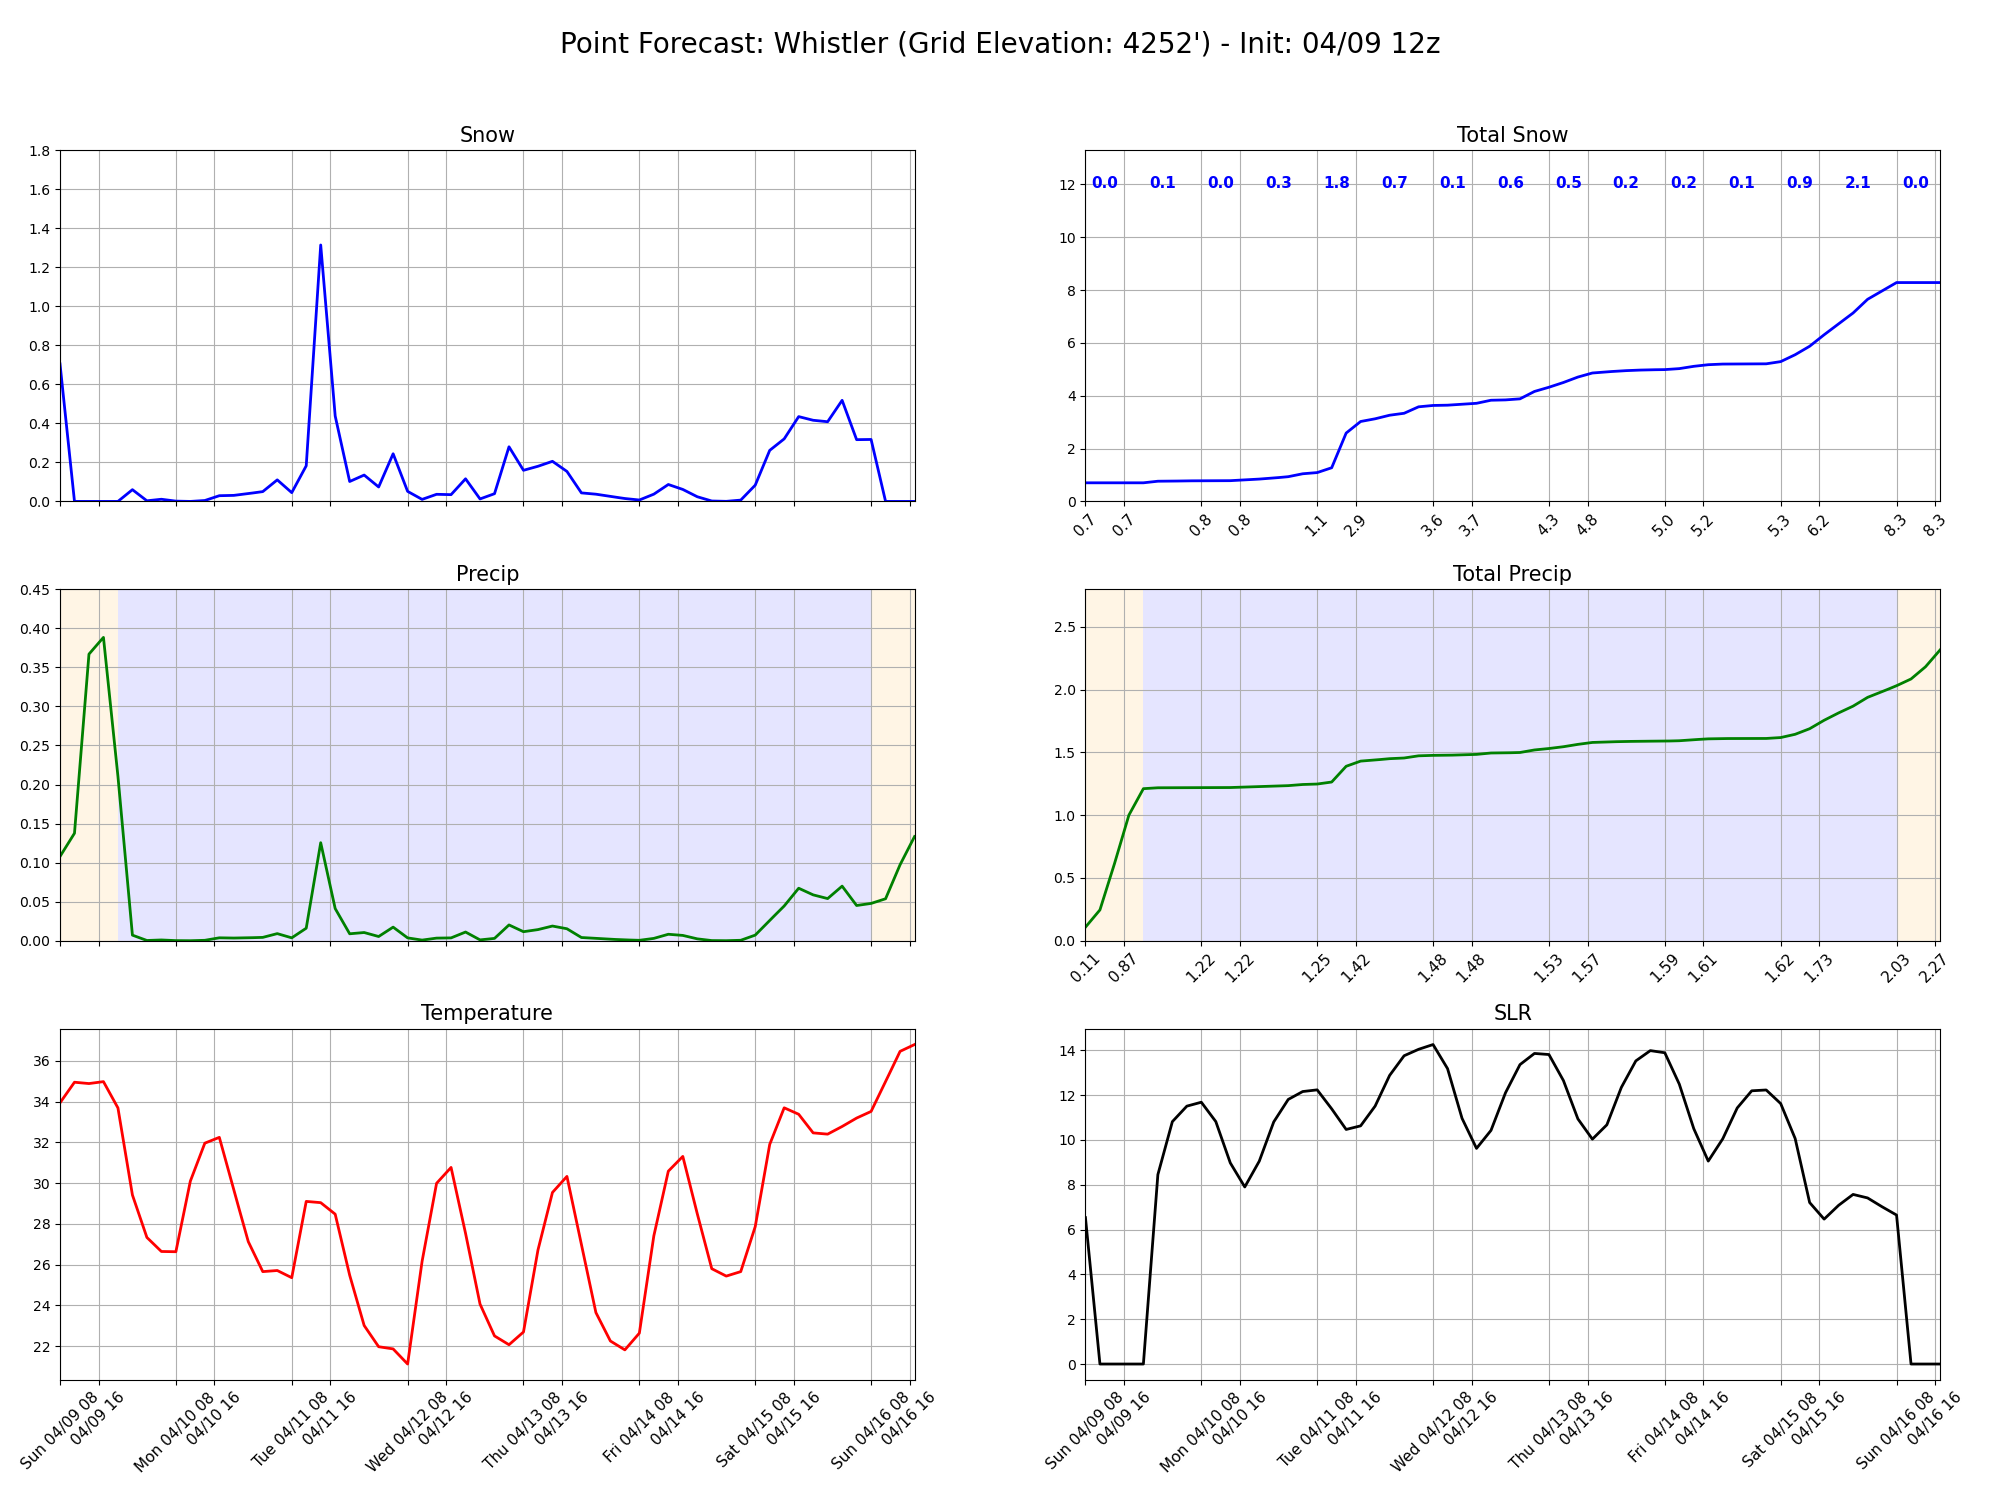 Point Forecast: Whistler (Grid Elevation: 4252') - Init: 04/09 12z
Snow
1.8
1.6
1.4
1.2
1.0
0.8
0.6
0.4
0.2
0.0
Total Snow
12
10
8
6
4
2
0
0.0 0.1 0.0 0.3 1.8 0.7 0.1 0.6 0.5 0.2 0.2 0.1 0.9 2.1 0.0
0.7 0.7 0.8 0.8 1.1 2.9 3.6 3.7 4.3 4.8 5.0 5.2 5.3 6.2 8.3 8.3
Precip
0.45
0.40
0.35
0.30
0.25
0.20
0.15
0.10
0.05
0.00
Total Precip
2.5
2.0
1.5
1.0
0.5
0.0
0.11 0.87 1.22 1.22 1.25 1.42 1.48 1.48 1.53 1.57 1.59 1.61 1.62 1.73 2.03 2.27
Temperature
36
34
32
30
28
26
24
22
Sun 04/09 08
04/09 16
Mon 04/10 08
04/10 16
Tue 04/11 08
04/11 16
Wed 04/12 08
04/12 16
Thu 04/13 08
04/13 16
Fri 04/14 08
04/14 16
Sat 04/15 08
04/15 16
Sun 04/16 08
04/16 16
SLR
14
12
10
8
6
4
2
0
Sun 04/09 08
04/09 16
Mon 04/10 08
04/10 16
Tue 04/11 08
04/11 16
Wed 04/12 08
04/12 16
Thu 04/13 08
04/13 16
Fri 04/14 08
04/14 16
Sat 04/15 08
04/15 16
Sun 04/16 08
04/16 16